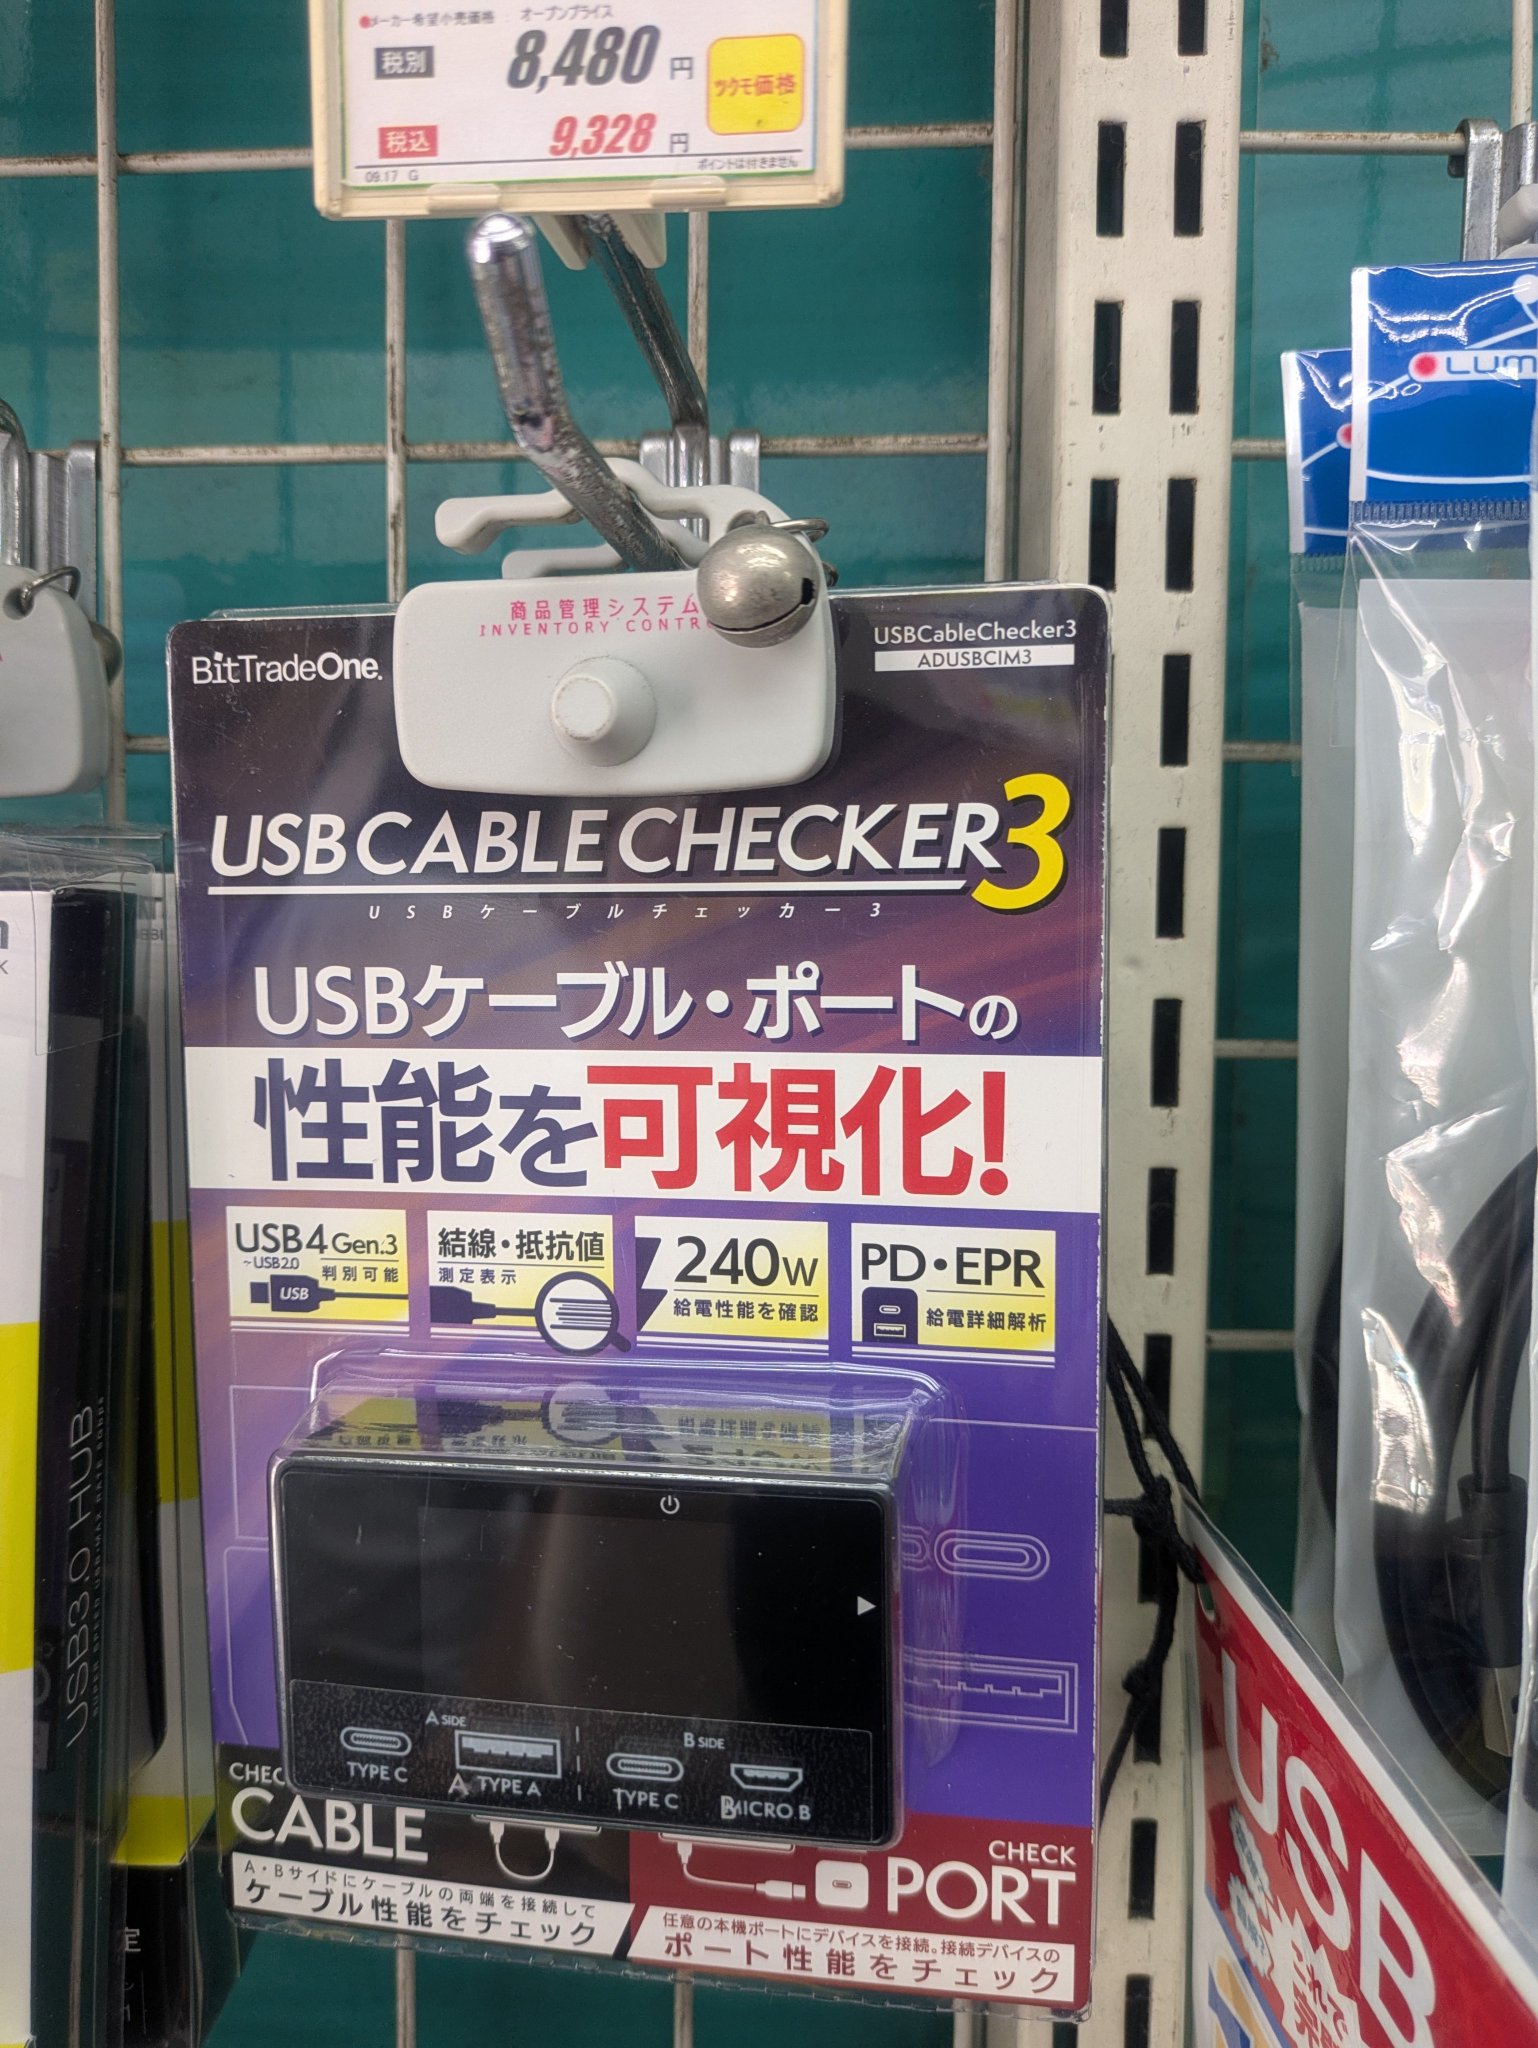 ●メーカー希望小売価格 : オープンプライス
税別 8,480 円
ツクモ価格
税込 9,328 円
09.17 G
ポイントは付きません
LUM
商品管理システム
INVENTORY CONTR
BitTradeOne.
USBCableChecker3
ADUSBCIM3
USB CABLE CHECKER3
USBケーブルチェッカー3
USBケーブル・ポートの
性能を可視化!
USB4 Gen.3
~USB2.0 判別可能
USB
結線・抵抗値
測定表示
240W
給電性能を確認
PD・EPR
給電詳細解析
A SIDE
B SIDE
TYPE C
TYPE A
TYPE C
MICRO B
CHEC
CABLE
A・Bサイドにケーブルの両端を接続して
ケーブル性能をチェック
CHECK
PORT
任意の本機ポートにデバイスを接続。接続デバイスの
ポート性能をチェック
USB3.0 HUB
定
USB